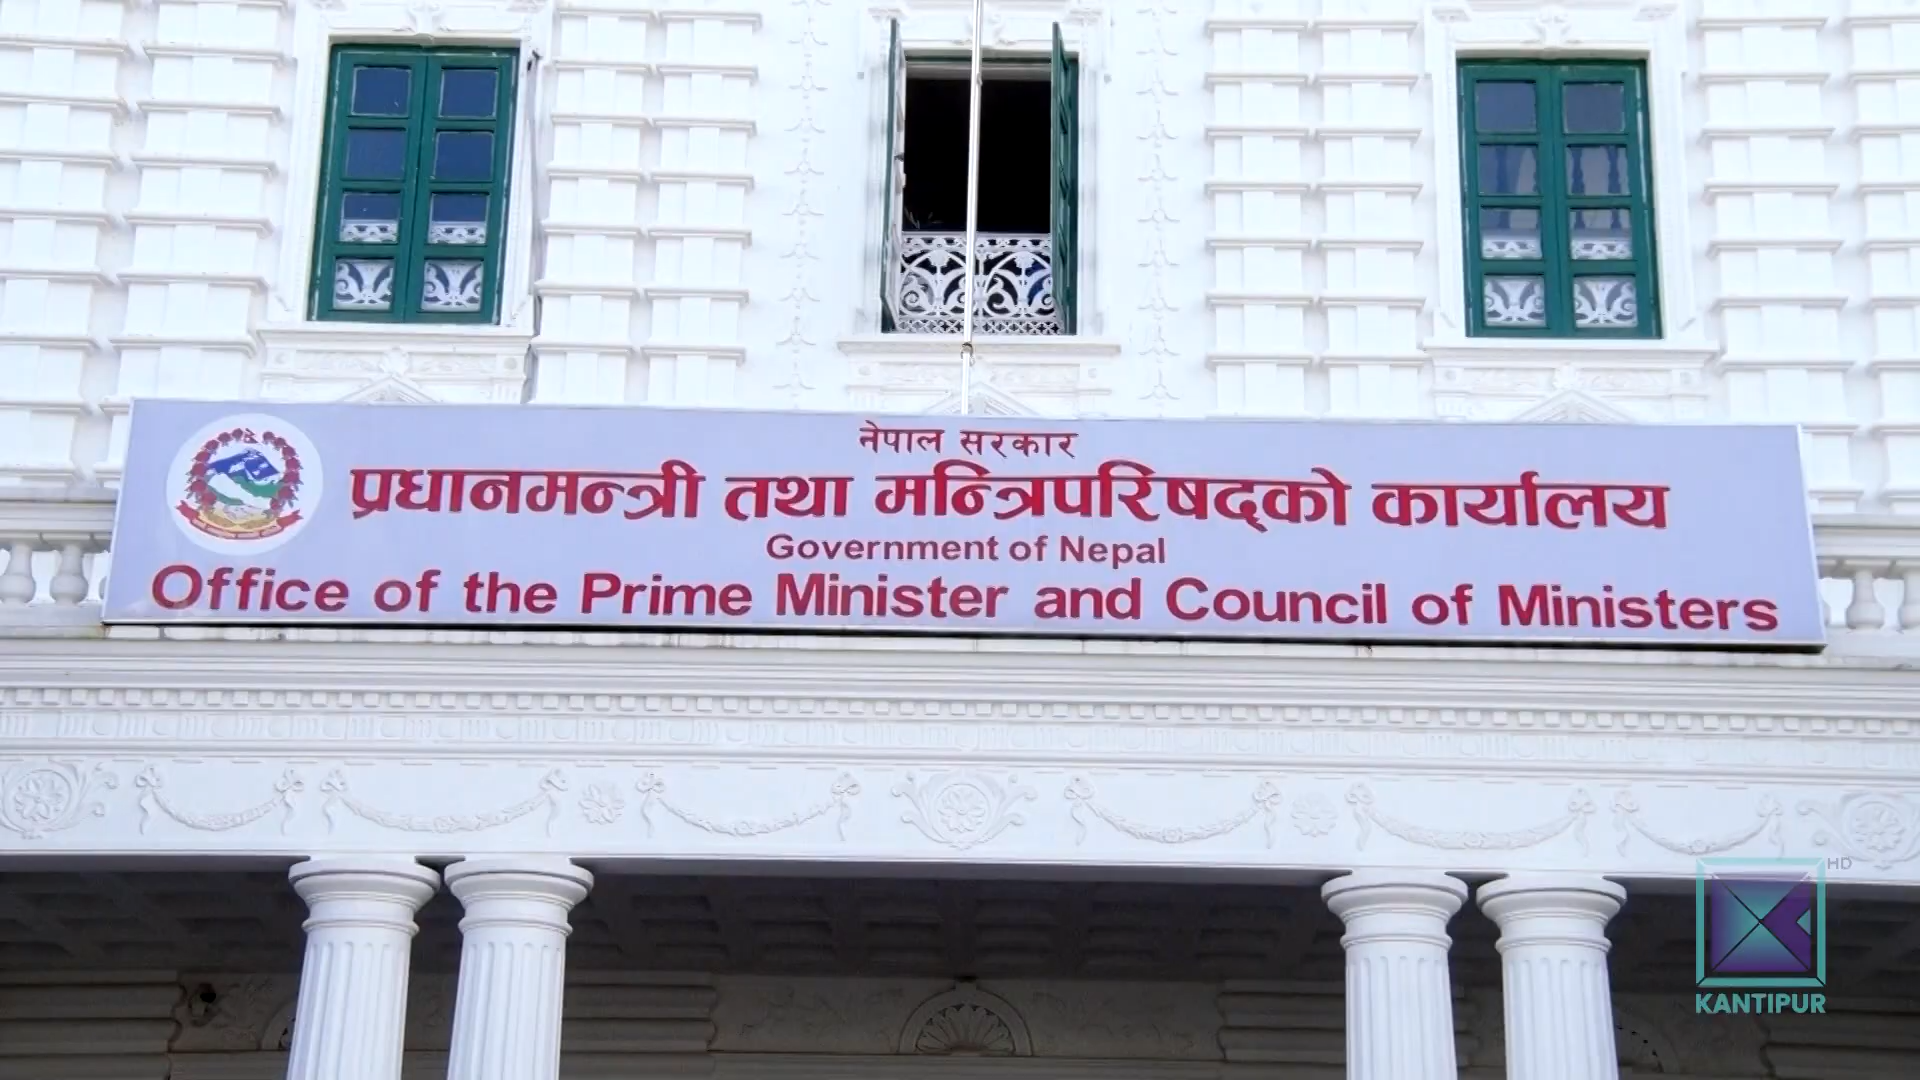 नेपाल सरकार
प्रधानमन्त्री तथा मन्त्रिपरिषद्को कार्यालय
Government of Nepal
Office of the Prime Minister and Council of Ministers
HD
KANTIPUR